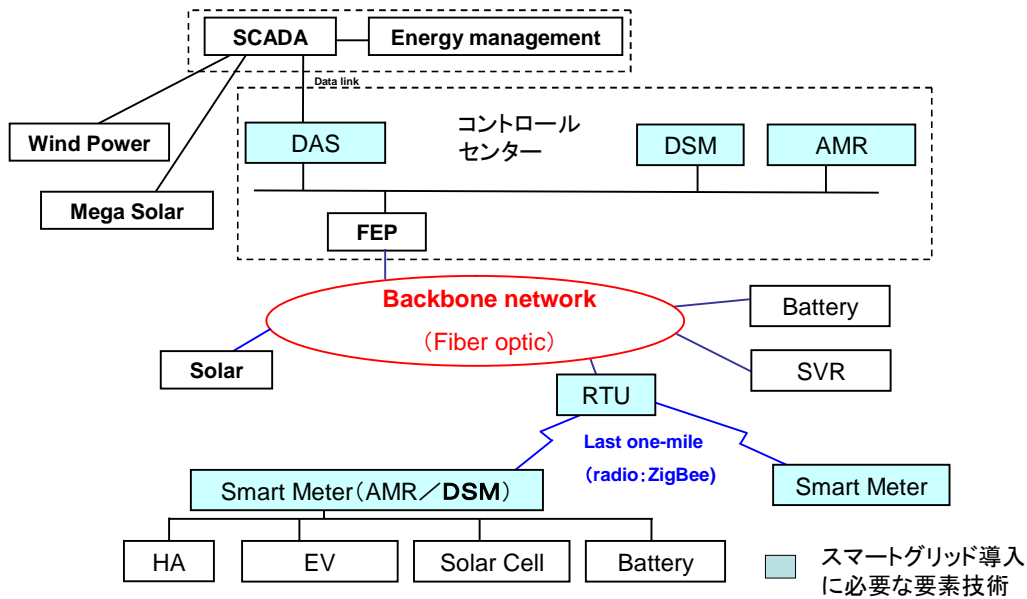 SCADA
Energy management
Data link
Wind Power
Mega Solar
DAS
コントロール
センター
DSM
AMR
FEP
Backbone network
（Fiber optic）
Battery
SVR
Solar
RTU
Last one-mile
（radio：ZigBee)
Smart Meter（AMR／DSM）
Smart Meter
HA
EV
Solar Cell
Battery
スマートグリッド導入
に必要な要素技術